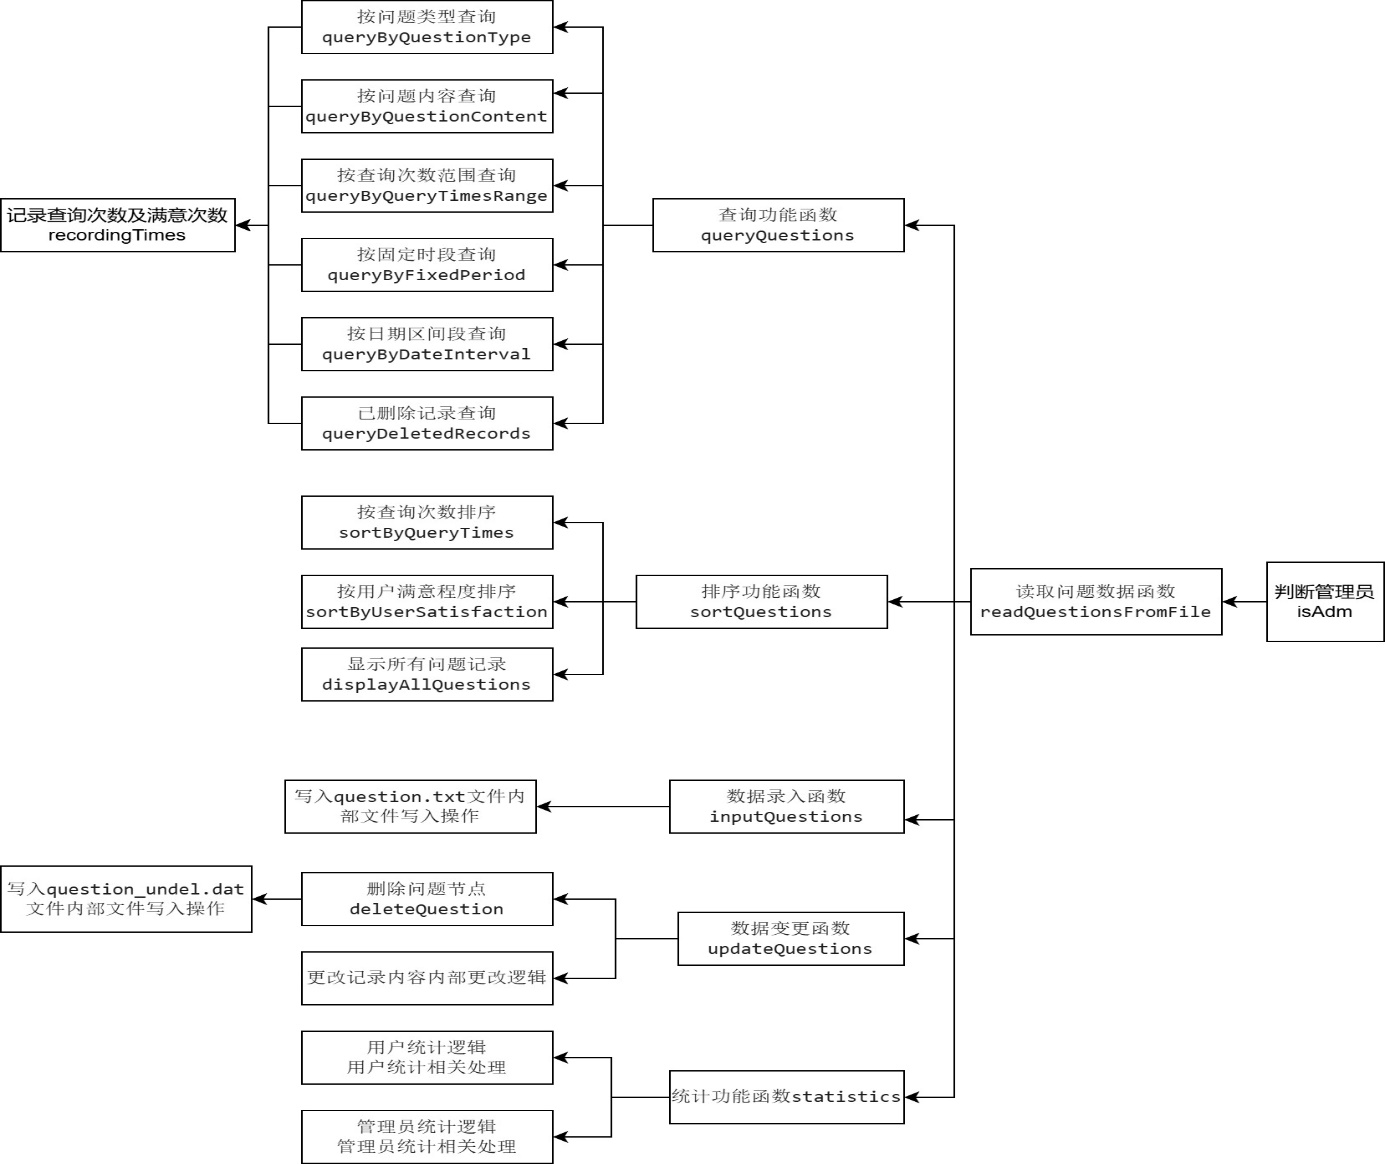 按问题类型查询
queryByQuestionType
按问题内容查询
queryByQuestionContent
按查询次数范围查询
queryByQueryTimesRange
记录查询次数及满意次数
recordingTimes
查询功能函数
queryQuestions
按固定时段查询
queryByFixedPeriod
按日期区间段查询
queryByDateInterval
已删除记录查询
queryDeletedRecords
按查询次数排序
sortByQueryTimes
按用户满意程度排序
sortByUserSatisfaction
排序功能函数
sortQuestions
读取问题数据函数
readQuestionsFromFile
判断管理员
isAdm
显示所有问题记录
displayAllQuestions
写入question.txt文件内
部文件写入操作
数据录入函数
inputQuestions
写入question_undel.dat
文件内部文件写入操作
删除问题节点
deleteQuestion
数据变更函数
updateQuestions
更改记录内容内部更改逻辑
用户统计逻辑
用户统计相关处理
统计功能函数statistics
管理员统计逻辑
管理员统计相关处理